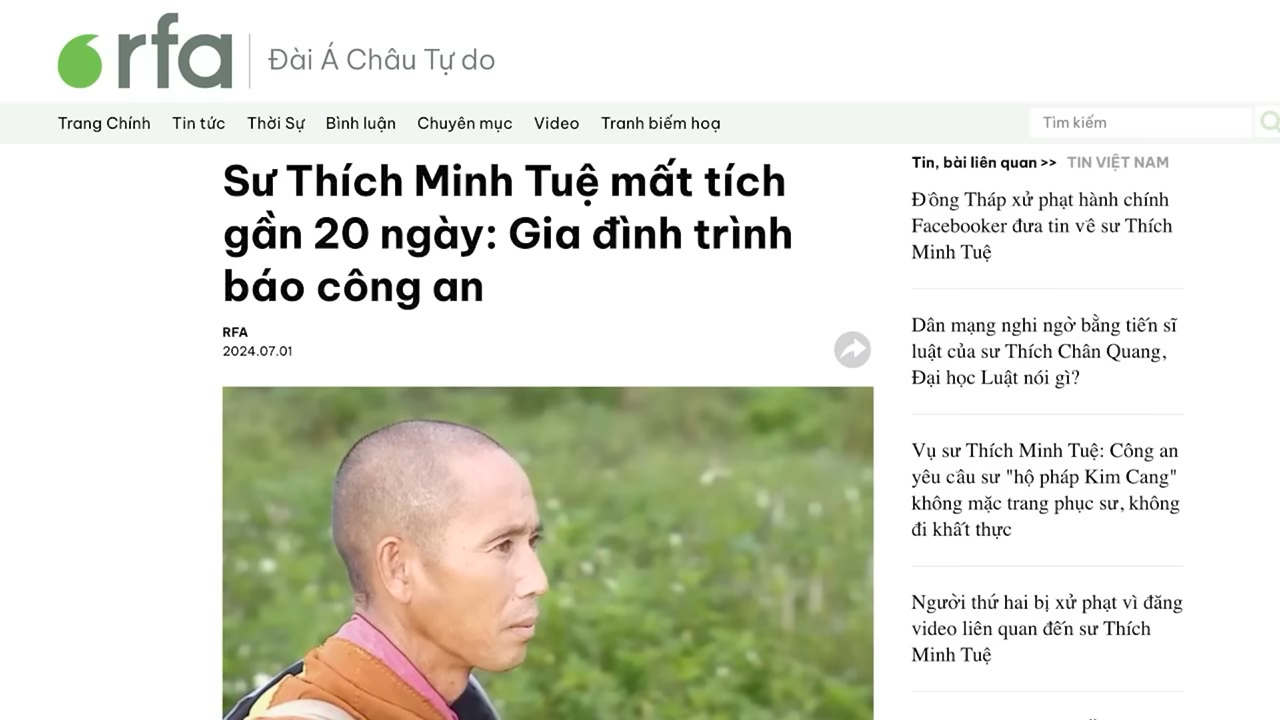 rfa
Đài Á Châu Tự do
Trang Chính Tin tức Thời Sự Bình luận Chuyên mục Video Tranh biếm hoạ
Tìm kiếm
Sư Thích Minh Tuệ mất tích
gần 20 ngày: Gia đình trình
báo công an
RFA
2024.07.01
Tin, bài liên quan >> TIN VIỆT NAM
Đồng Tháp xử phạt hành chính
Facebooker đưa tin về sư Thích
Minh Tuệ
Dân mạng nghi ngờ bằng tiến sĩ
luật của sư Thích Chân Quang,
Đại học Luật nói gì?
Vụ sư Thích Minh Tuệ: Công an
yêu cầu sư "hộ pháp Kim Cang"
không mặc trang phục sư, không
đi khất thực
Người thứ hai bị xử phạt vì đăng
video liên quan đến sư Thích
Minh Tuệ